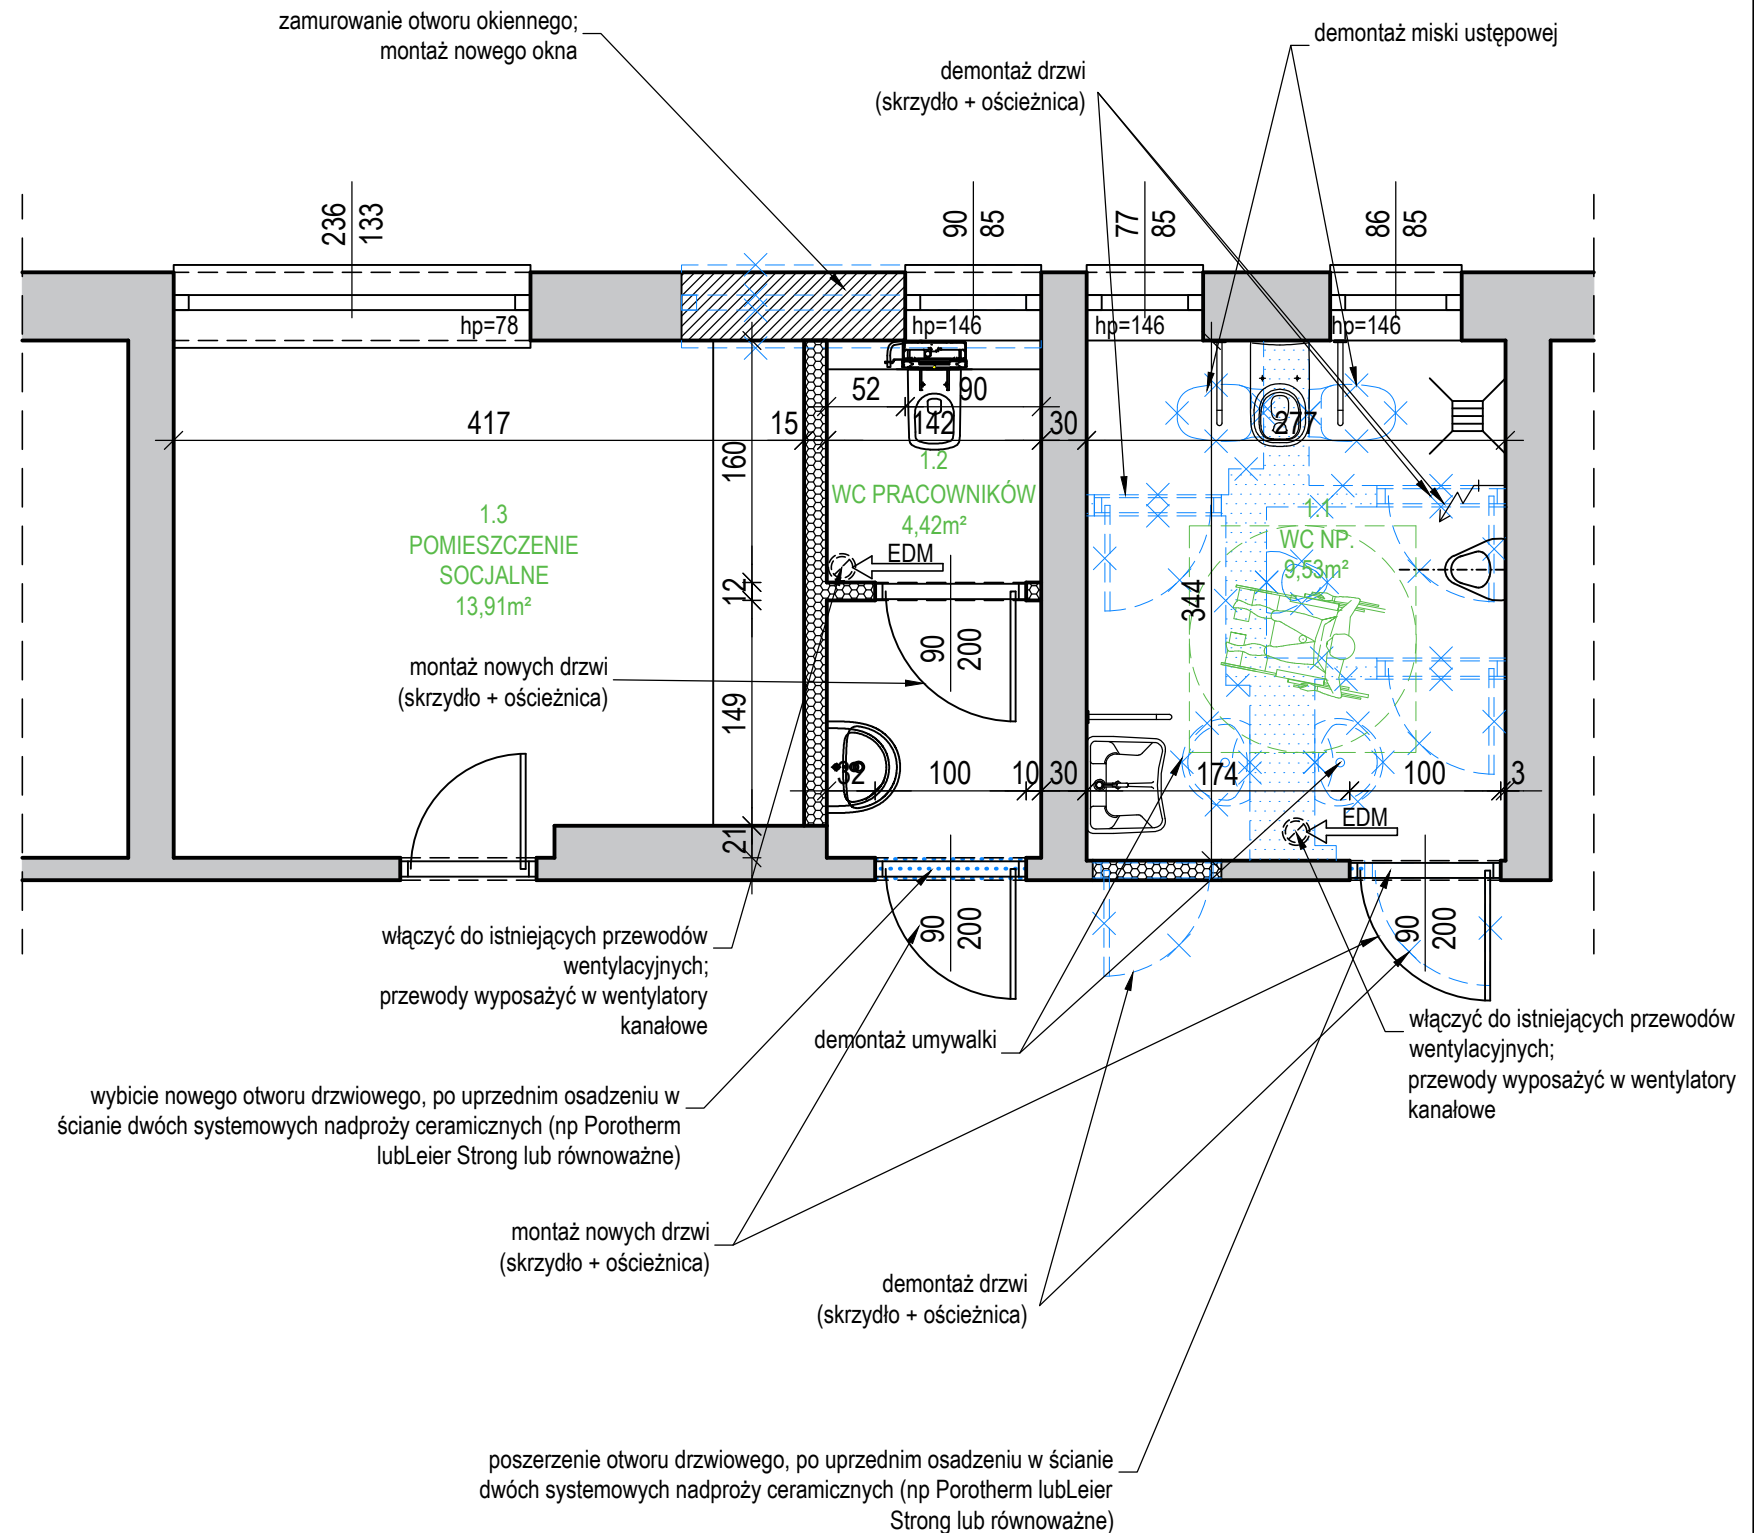 zamurowanie otworu okiennego;
montaż nowego okna
demontaż drzwi
(skrzydło + ościeżnica)
demontaż miski ustępowej
236
133
90
85
77
85
86
85
hp=78
hp=146
hp=146
hp=146
52
90
417
15
142
30
277
160
1.2
WC PRACOWNIKÓW
4,42m²
EDM
1.3
POMIESZCZENIE
SOCJALNE
13,91m²
1.1
WC NP.
9,53m²
12
344
90
200
montaż nowych drzwi
(skrzydło + ościeżnica)
149
32
100
10
30
174
100
3
21
EDM
90
200
90
200
włączyć do istniejących przewodów
wentylacyjnych;
przewody wyposażyć w wentylatory
kanałowe
demontaż umywalki
włączyć do istniejących przewodów
wentylacyjnych;
przewody wyposażyć w wentylatory
kanałowe
wybicie nowego otworu drzwiowego, po uprzednim osadzeniu w
ścianie dwóch systemowych nadproży ceramicznych (np Porotherm
lubLeier Strong lub równoważne)
montaż nowych drzwi
(skrzydło + ościeżnica)
demontaż drzwi
(skrzydło + ościeżnica)
poszerzenie otworu drzwiowego, po uprzednim osadzeniu w ścianie
dwóch systemowych nadproży ceramicznych (np Porotherm lubLeier
Strong lub równoważne)